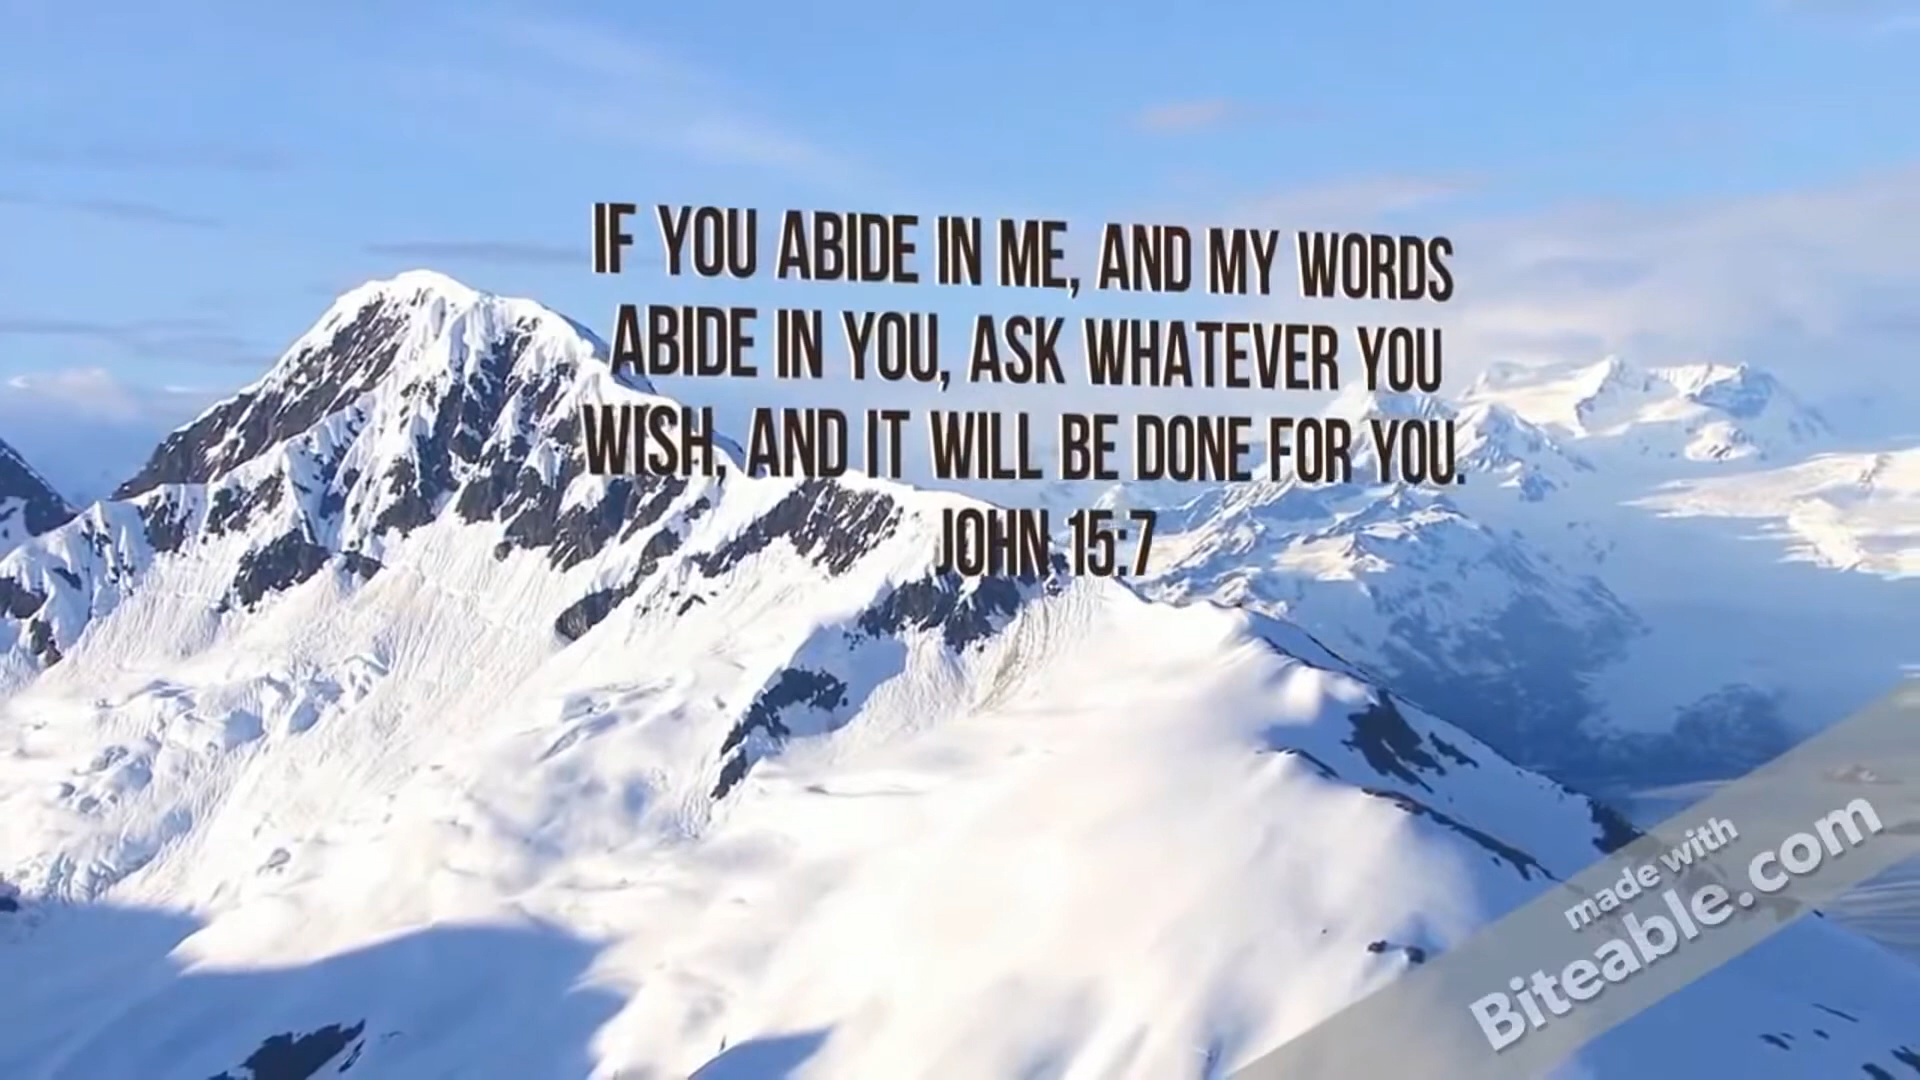 IF YOU ABIDE IN ME, AND MY WORDS
ABIDE IN YOU, ASK WHATEVER YOU
WISH, AND IT WILL BE DONE FOR YOU.
JOHN 15:7
made with
Biteable.com